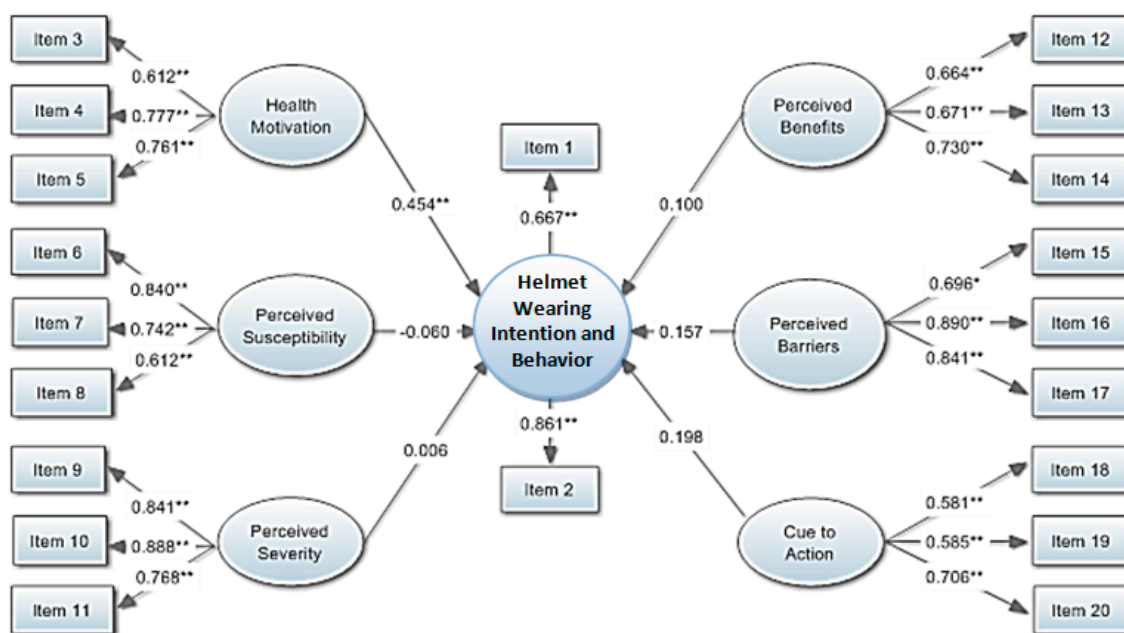 Item 3
0.612**
Item 4
0.777**
0.761**
Item 5
Health
Motivation
0.454**
Item 6
0.840**
Item 7
0.742**
0.612**
Item 8
Perceived
Susceptibility
-0.060
Item 9
0.841**
Item 10
0.888**
0.768**
Item 11
Perceived
Severity
0.006
Item 1
0.667**
Helmet
Wearing
Intention and
Behavior
0.861**
Item 2
Perceived
Benefits
0.100
Item 12
0.664**
0.671**
Item 13
0.730**
Item 14
Perceived
Barriers
0.157
Item 15
0.696*
0.890**
Item 16
0.841**
Item 17
Cue to
Action
0.198
Item 18
0.581**
0.585**
Item 19
0.706**
Item 20